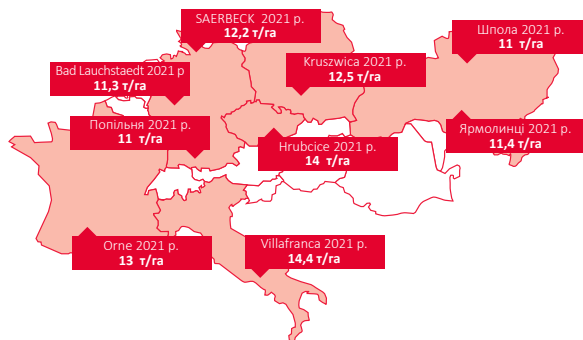 SAERBECK 2021 р.
12,2 т/га
Шпола 2021 р.
11 т/га
Kruszwica 2021 р.
12,5 т/га
Bad Lauchstaedt 2021 р
11,3 т/га
Попільня 2021 р.
11 т/га
Ярмолинці 2021 р.
11,4 т/га
Hrubcice 2021 р.
14 т/га
Orne 2021 р.
13 т/га
Villafranca 2021 р.
14,4 т/га